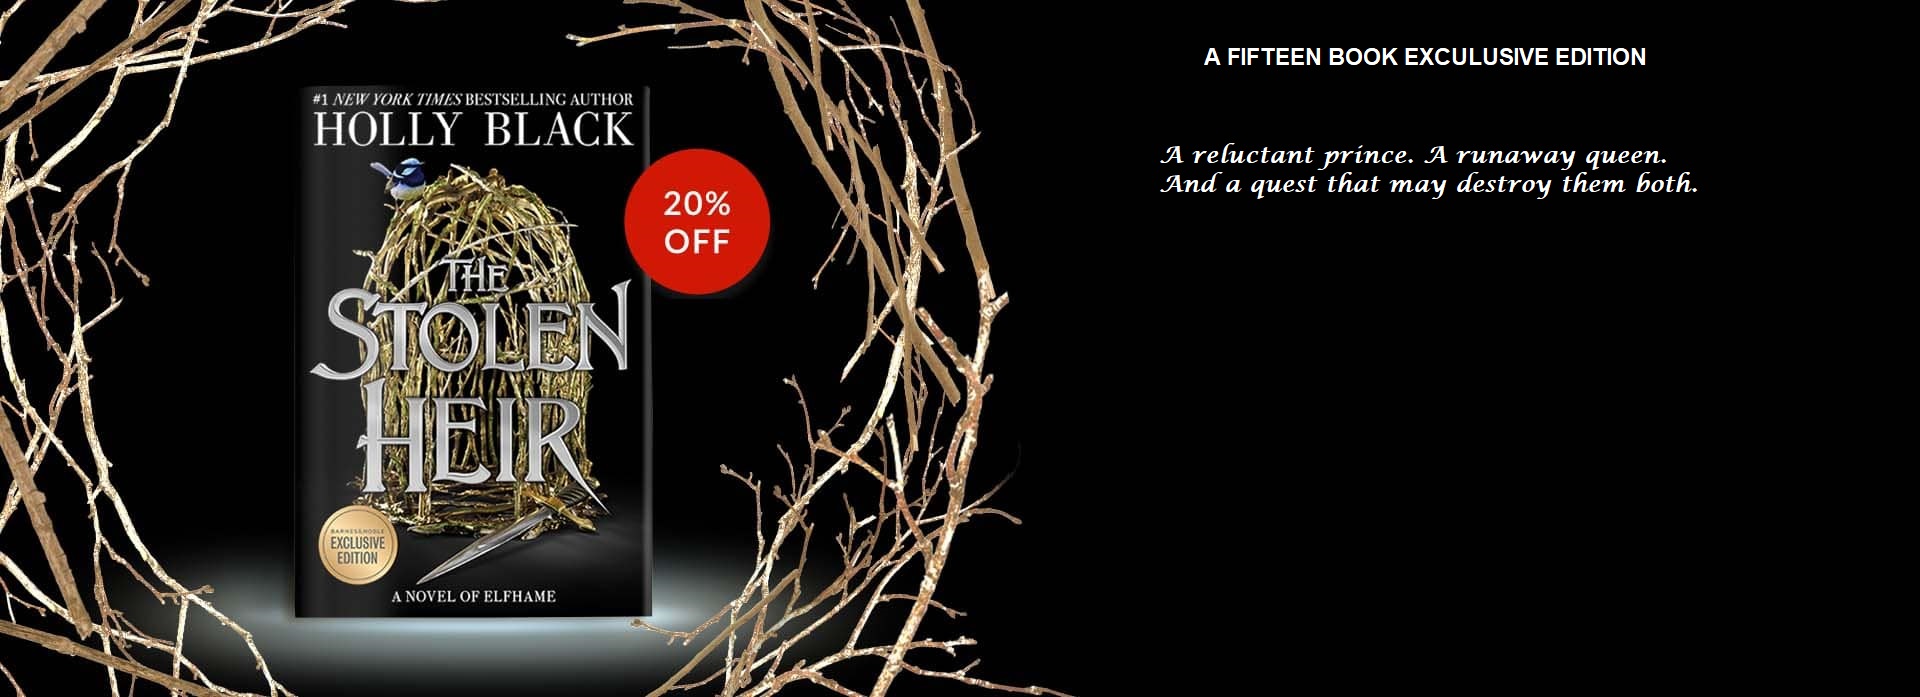 #1 NEW YORK TIMES BESTSELLING AUTHOR
HOLLY BLACK
THE
STOLEN
HEIR
BARNES&NOBLE
EXCLUSIVE
EDITION
A NOVEL OF ELFHAME
20%
OFF
A FIFTEEN BOOK EXCULUSIVE EDITION
A reluctant prince. A runaway queen.
And a quest that may destroy them both.